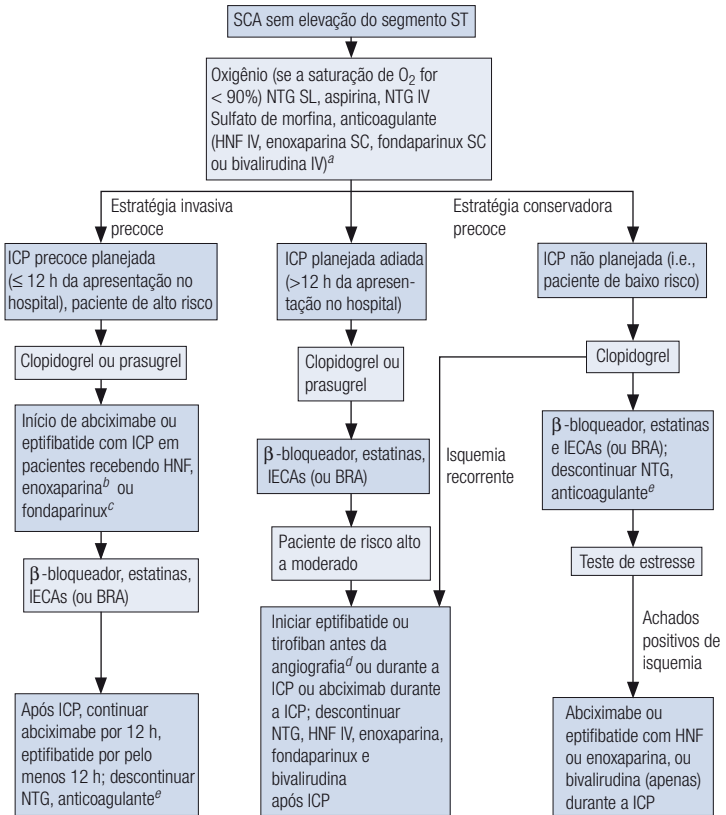 SCA sem elevação do segmento ST
Oxigênio (se a saturação de O2 for
< 90%) NTG SL, aspirina, NTG IV
Sulfato de morfina, anticoagulante
(HNF IV, enoxaparina SC, fondaparinux SC
ou bivalirudina IV)a
Estratégia invasiva
precoce
Estratégia conservadora
precoce
ICP precoce planejada
(≤ 12 h da apresentação no
hospital), paciente de alto risco
Clopidogrel ou prasugrel
Início de abciximabe ou
eptifibatide com ICP em
pacientes recebendo HNF,
enoxaparinab ou
fondaparinuxc
β-bloqueador, estatinas,
IECAs (ou BRA)
Após ICP, continuar
abciximabe por 12 h,
eptifibatide por pelo
menos 12 h; descontinuar
NTG, anticoagulantee
ICP planejada adiada
(>12 h da apresen-
tação no hospital)
Clopidogrel ou
prasugrel
β-bloqueador, estatinas,
IECAs (ou BRA)
Paciente de risco alto
a moderado
Iniciar eptifibatide ou
tirofiban antes da
angiografiad ou durante a
ICP ou abciximab durante
a ICP; descontinuar
NTG, HNF IV, enoxaparina,
fondaparinux e
bivalirudina
após ICP
Isquemia
recorrente
ICP não planejada (i.e.,
paciente de baixo risco)
Clopidogrel
β-bloqueador, estatinas
e IECAs (ou BRA);
descontinuar NTG,
anticoagulantee
Teste de estresse
Achados
positivos de
isquemia
Abciximabe ou
eptifibatide com HNF
ou enoxaparina, ou
bivalirudina (apenas)
durante a ICP